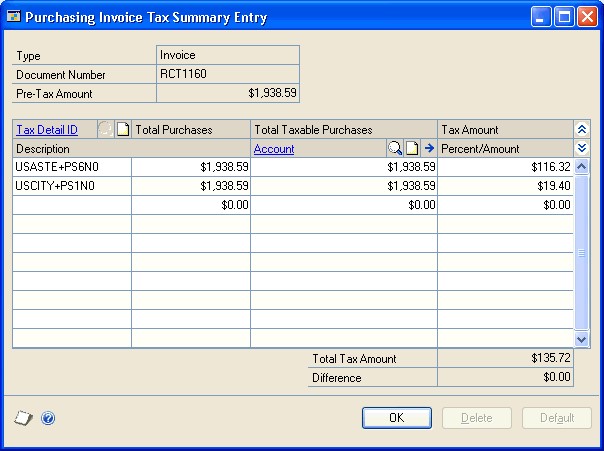 Purchasing Invoice Tax Summary Entry
Type Invoice
Document Number RCT1160
Pre-Tax Amount $1,938.59
Tax Detail ID Total Purchases Total Taxable Purchases Tax Amount
Description Account Percent/Amount
USASTE+PS6N0 $1,938.59 $1,938.59 $116.32
USCITY+PS1N0 $1,938.59 $1,938.59 $19.40
$0.00 $0.00 $0.00
Total Tax Amount $135.72
Difference $0.00
OK Delete Default